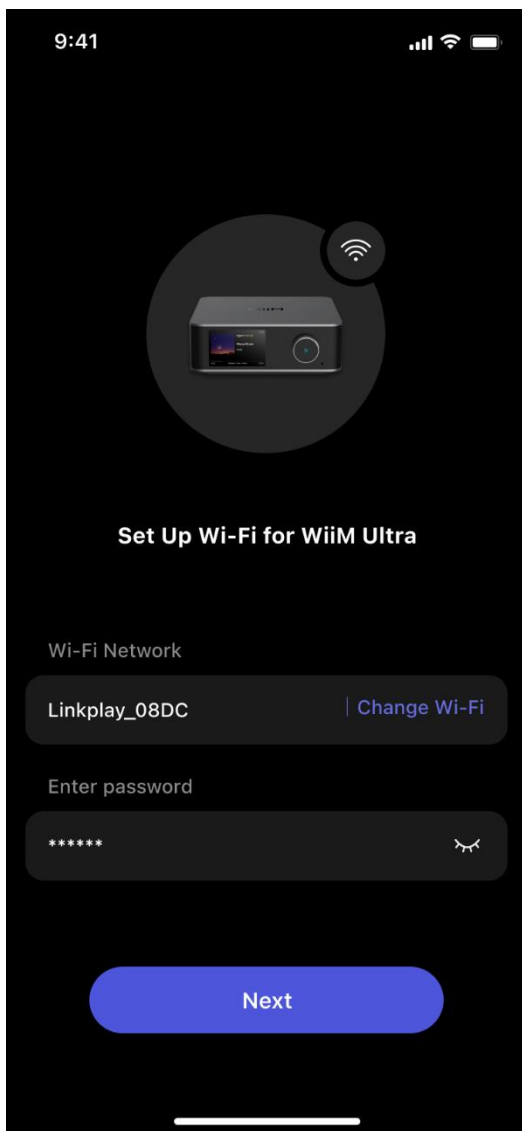 9:41
Set Up Wi-Fi for WiiM Ultra
Wi-Fi Network
Linkplay_08DC | Change Wi-Fi
Enter password
******
Next